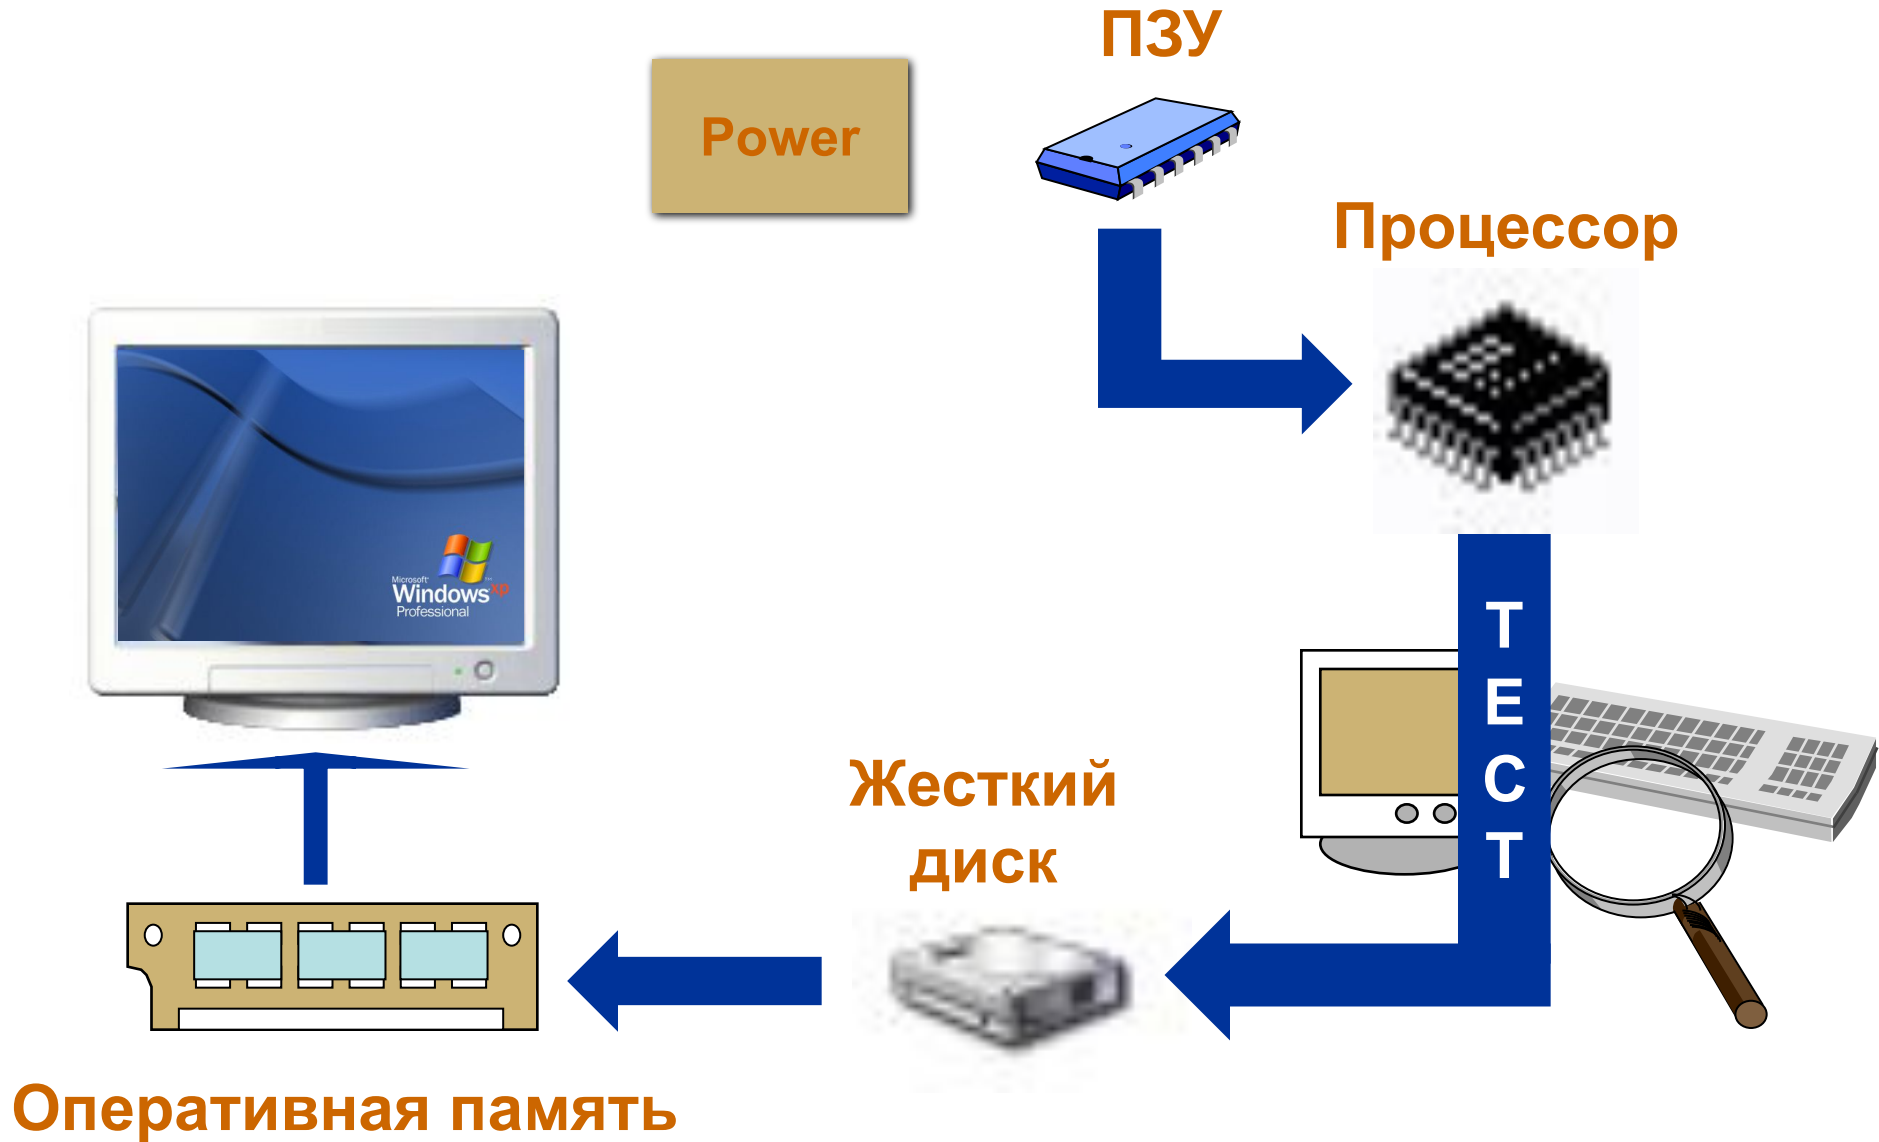 ПЗУ
Power
Процессор
Microsoft
Windows xp
Professional
Т
Е
С
Т
Жесткий
диск
Оперативная память